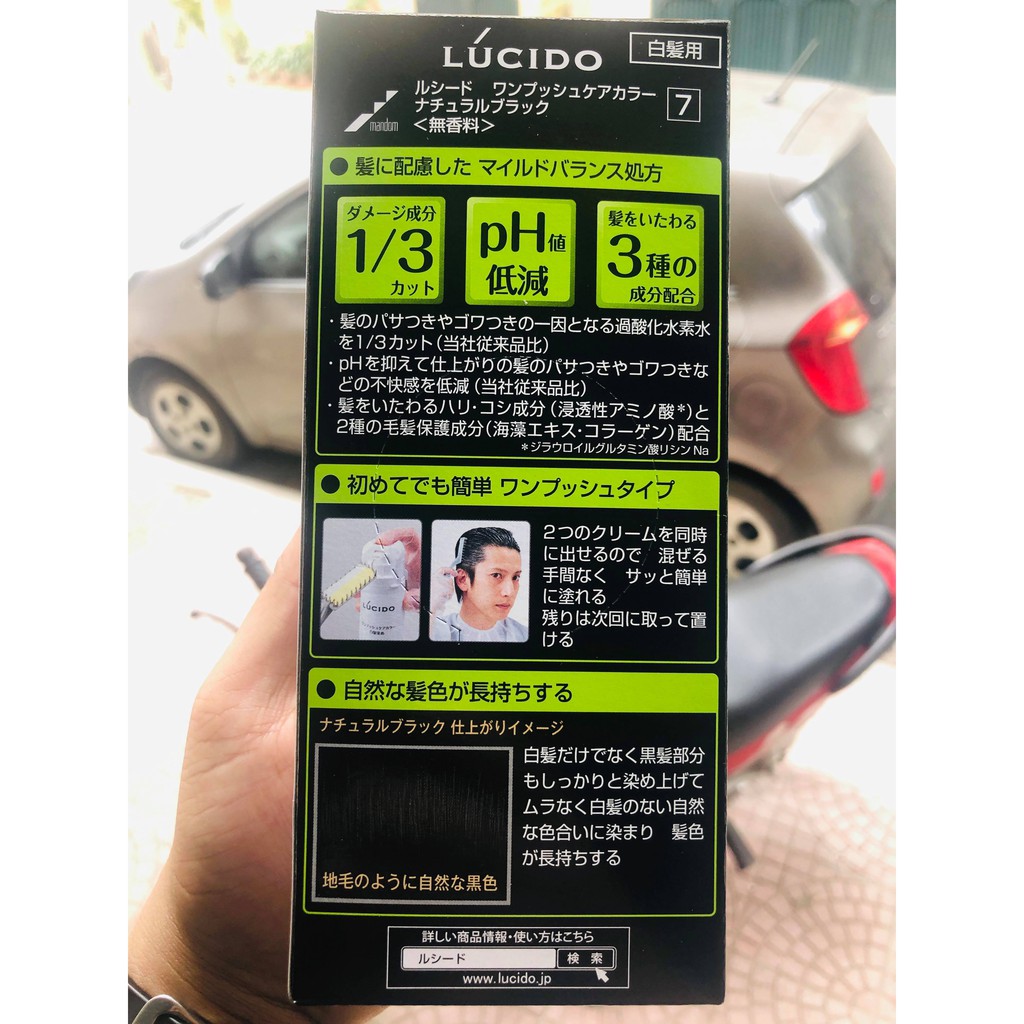 LÚCIDO
白髪用
ルシード ワンプッシュケアカラー
ナチュラルブラック
7
＜無香料＞
mandom
● 髪に配慮した マイルドバランス処方
ダメージ成分
1/3
カット
pH値
低減
髪をいたわる
3種の
成分配合
・髪のパサつきやゴワつきの一因となる過酸化水素水
を1/3カット（当社従来品比）
・pHを抑えて仕上がりの髪のパサつきやゴワつきな
どの不快感を低減（当社従来品比）
・髪をいたわるハリ・コシ成分（浸透性アミノ酸＊）と
2種の毛髪保護成分（海藻エキス・コラーゲン）配合
＊ジラウロイルグルタミン酸リシンNa
● 初めてでも簡単 ワンプッシュタイプ
LÚCIDO
２つのクリームを同時
に出せるので 混ぜる
手間なく サッと簡単
に塗れる
残りは次回に取って置
ける
● 自然な髪色が長持ちする
ナチュラルブラック 仕上がりイメージ
地毛のように自然な黒色
白髪だけでなく黒髪部分
もしっかりと染め上げて
ムラなく白髪のない自然
な色合いに染まり 髪色
が長持ちする
詳しい商品情報・使い方はこちら
ルシード
検 索
www.lucido.jp